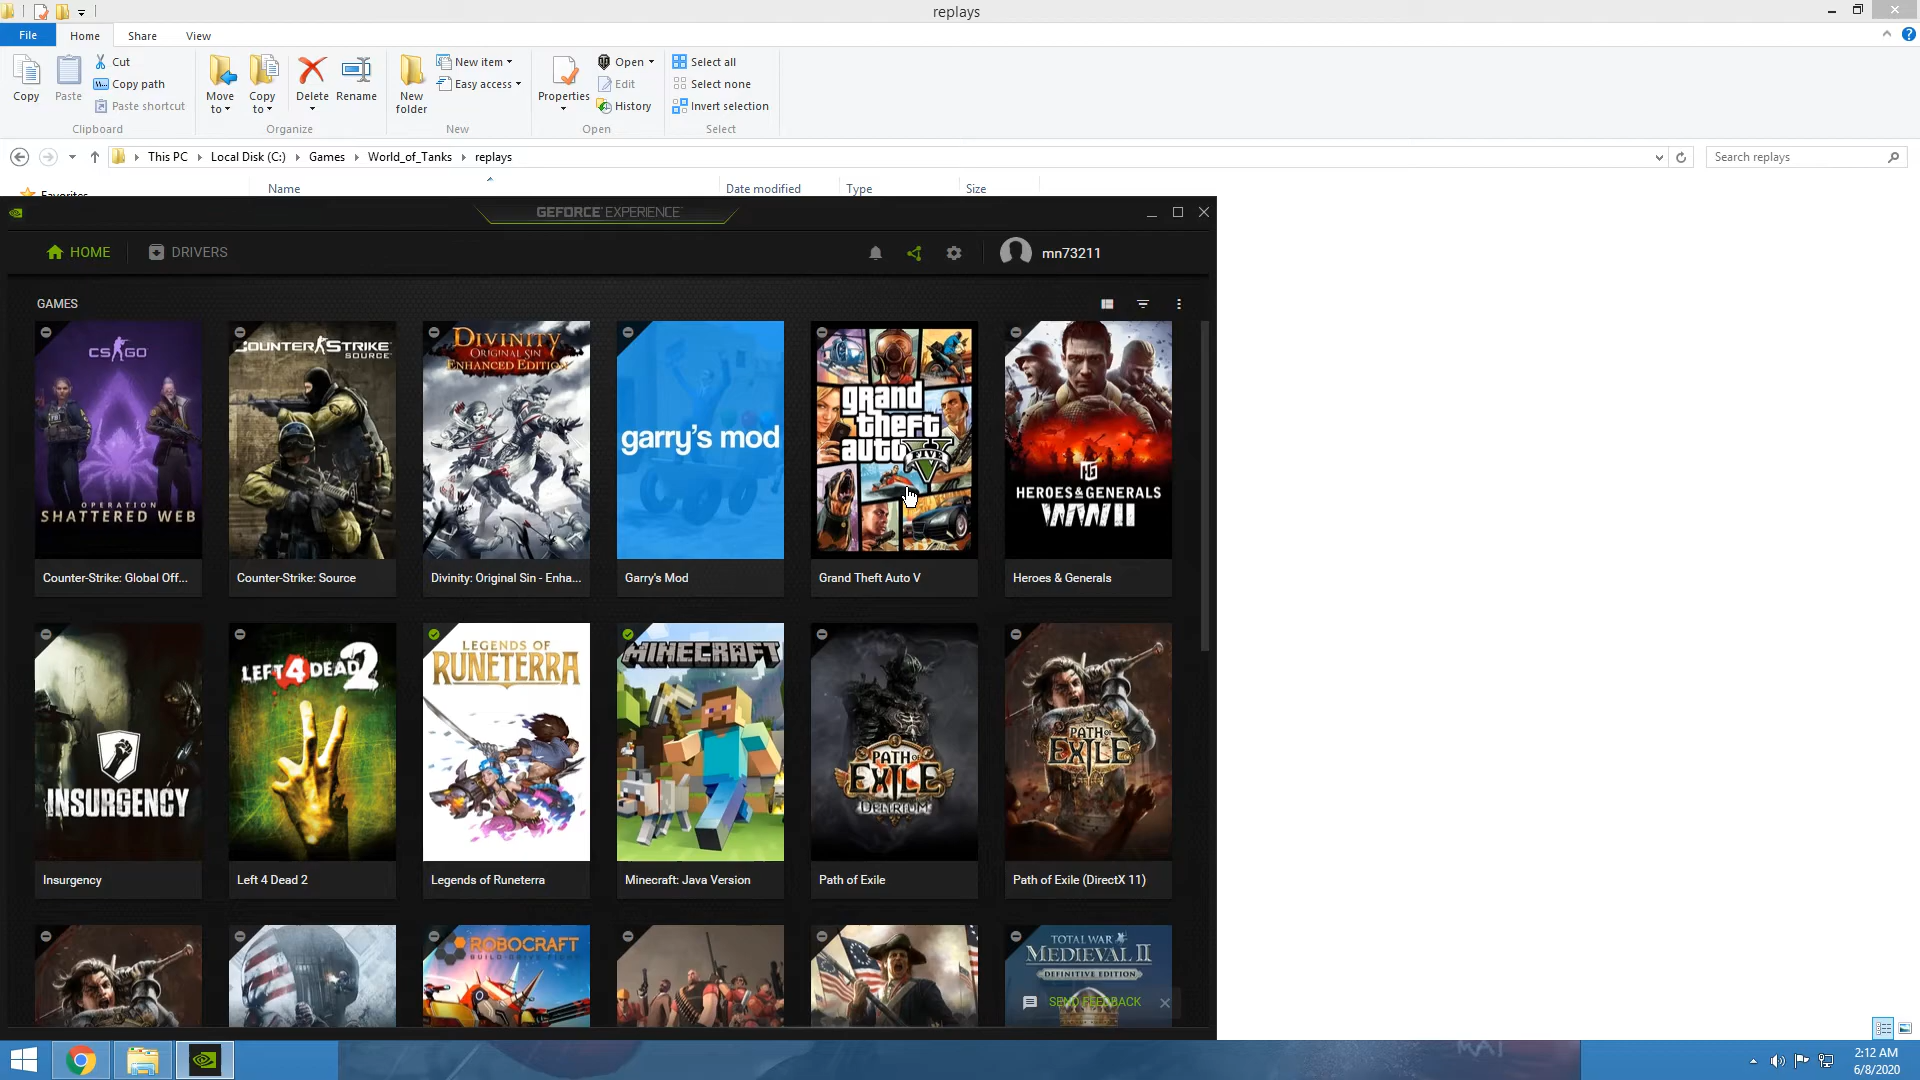 replays
File
Home
Share
View
Copy
Paste
Cut
Copy path
Paste shortcut
Clipboard
Move to
Copy to
Delete
Rename
Organize
New folder
New item
Easy access
New
Properties
Open
Edit
History
Open
Select all
Select none
Invert selection
Select
This PC
Local Disk (C:)
Games
World_of_Tanks
replays
Search replays
Name
Date modified
Type
Size
GEFORCE EXPERIENCE
HOME
DRIVERS
mn73211
GAMES
CS GO
OPERATION
SHATTERED WEB
COUNTER STRIKE
SOURCE
DIVINITY
ORIGINAL SIN
ENHANCED EDITION
garry's mod
grand
theft
auto
FIVE
HG
HEROES & GENERALS
WWII
Counter-Strike: Global Off...
Counter-Strike: Source
Divinity: Original Sin - Enha...
Garry's Mod
Grand Theft Auto V
Heroes & Generals
INSURGENCY
LEFT 4 DEAD 2
LEGENDS OF
RUNETERRA
MINECRAFT
PATH OF
EXILE
DELIRIUM
PATH OF
EXILE
Insurgency
Left 4 Dead 2
Legends of Runeterra
Minecraft: Java Version
Path of Exile
Path of Exile (DirectX 11)
ROBOCRAFT
BUILD·DRIVE·FIGHT
TOTAL WAR
MEDIEVAL II
DEFINITIVE EDITION
SEND FEEDBACK
2:12 AM
6/8/2020